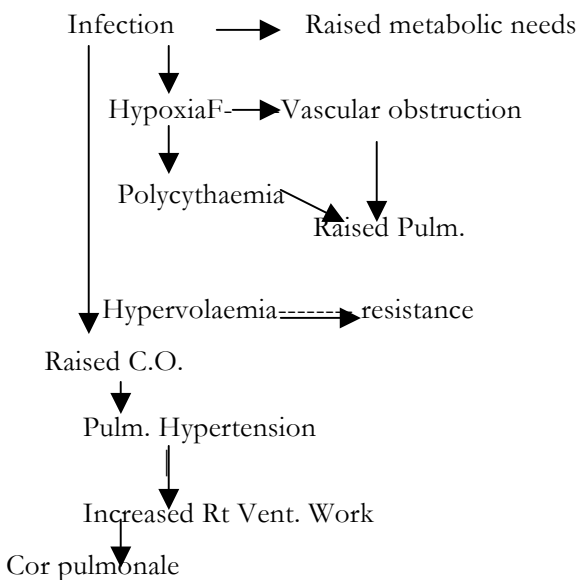 Infection Raised metabolic needs
HypoxiaF- -Vascular obstruction
Polycythaemia
Raised Pulm.
Hypervolaemia-------- resistance
Raised C.O.
Pulm. Hypertension
Increased Rt Vent. Work
Cor pulmonale